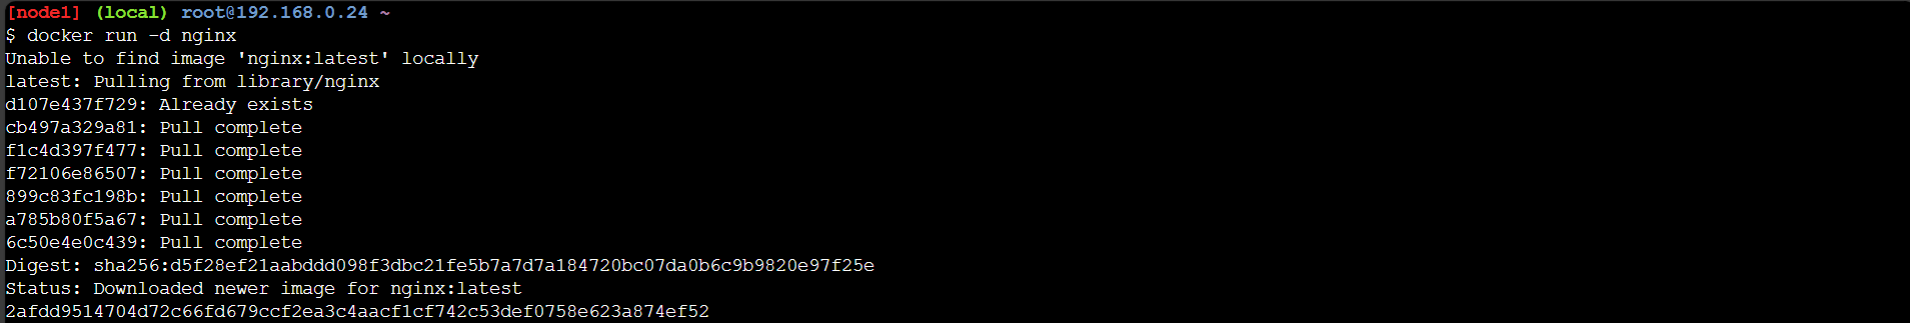 [node1] (local) root@192.168.0.24 ~
$ docker run -d nginx
Unable to find image 'nginx:latest' locally
latest: Pulling from library/nginx
d107e437f729: Already exists
cb497a329a81: Pull complete
f1c4d397f477: Pull complete
f72106e86507: Pull complete
899c83fc198b: Pull complete
a785b80f5a67: Pull complete
6c50e4e0c439: Pull complete
Digest: sha256:d5f28ef21aabddd098f3dbc21fe5b7a7d7a184720bc07da0b6c9b9820e97f25e
Status: Downloaded newer image for nginx:latest
2afdd9514704d72c66fd679ccf2ea3c4aacf1cf742c53def0758e623a874ef52